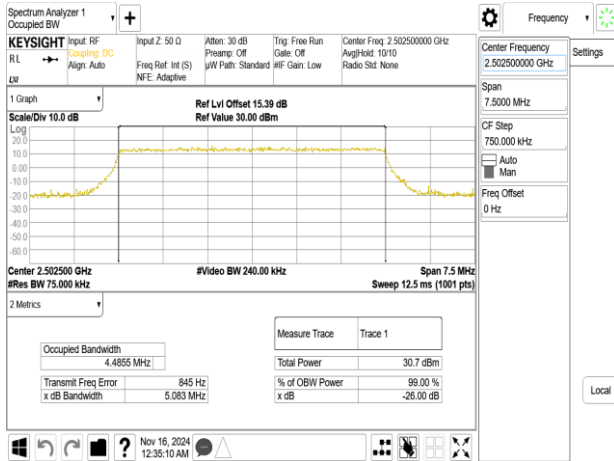 Spectrum Analyzer 1
Occupied BW
Frequency
KEYSIGHT
RL
LXI
Input: RF
Coupling: DC
Align: Auto
Input Z: 50 Ω
Freq Ref: Int (S)
NFE: Adaptive
Atten: 30 dB
Preamp: Off
µW Path: Standard
Trig: Free Run
Gate: Off
#IF Gain: Low
Center Freq: 2.502500000 GHz
Avg|Hold: 10/10
Radio Std: None
Center Frequency
2.502500000 GHz
Settings
Span
7.5000 MHz
CF Step
750.000 kHz
Auto
Man
Freq Offset
0 Hz
Local
1 Graph
Scale/Div 10.0 dB
Ref Lvl Offset 15.39 dB
Ref Value 30.00 dBm
Log
20.0
10.0
0.00
-10.0
-20.0
-30.0
-40.0
-50.0
-60.0
Center 2.502500 GHz
#Video BW 240.00 kHz
Span 7.5 MHz
#Res BW 75.000 kHz
Sweep 12.5 ms (1001 pts)
2 Metrics
Measure Trace
Trace 1
Occupied Bandwidth
4.4855 MHz
Total Power
30.7 dBm
Transmit Freq Error
845 Hz
% of OBW Power
99.00 %
x dB Bandwidth
5.083 MHz
x dB
-26.00 dB
?
Nov 16, 2024
12:35:10 AM